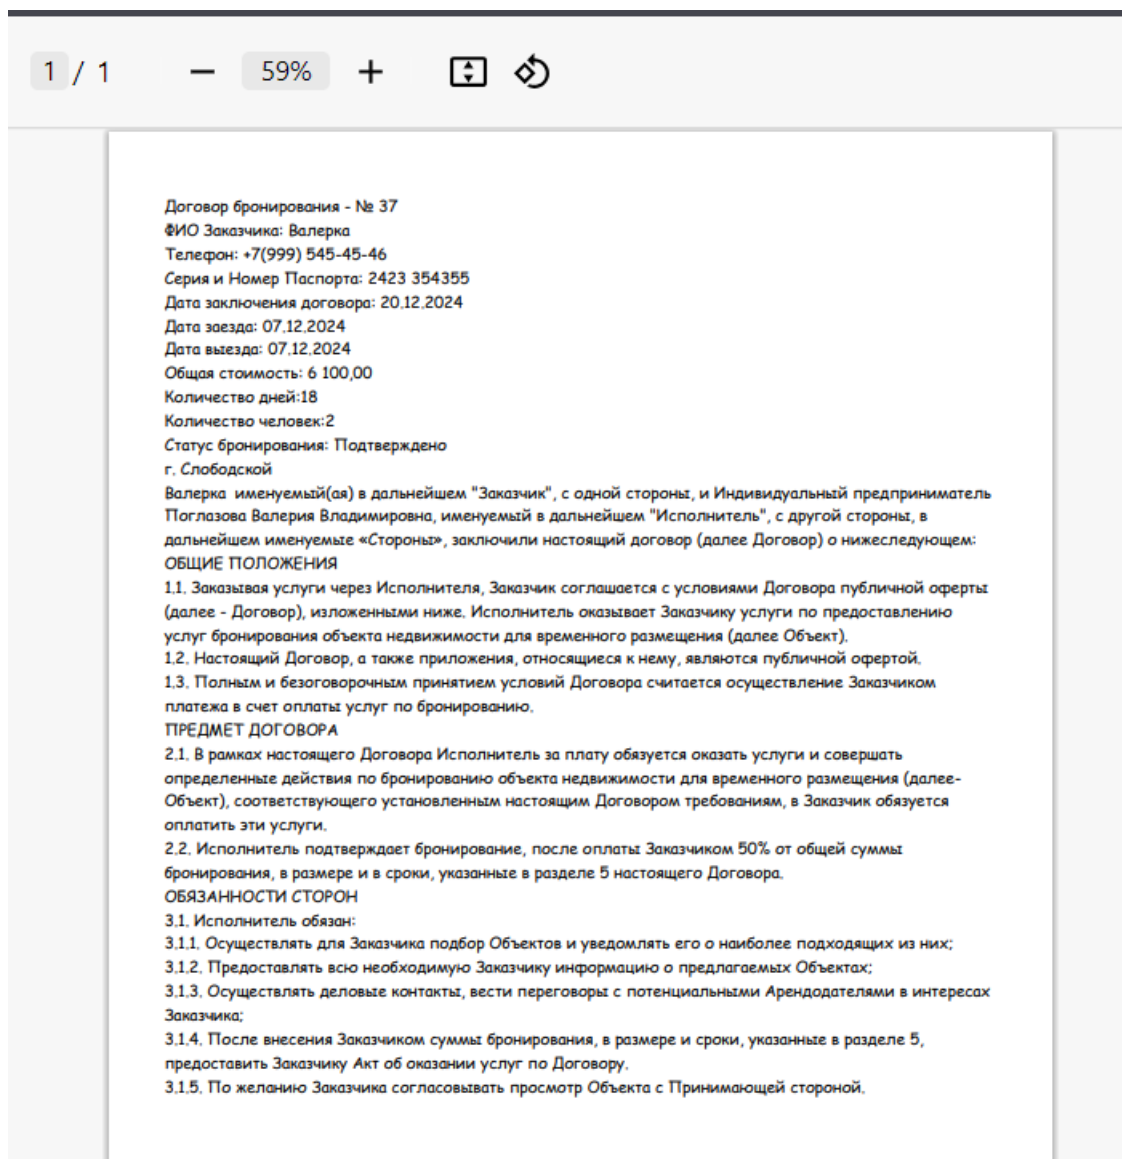 1 / 1 — 59% +
Договор бронирования - № 37
ФИО Заказчика: Валерка
Телефон: +7(999) 545-45-46
Серия и Номер Паспорта: 2423 354355
Дата заключения договора: 20.12.2024
Дата заезда: 07.12.2024
Дата выезда: 07.12.2024
Общая стоимость: 6 100,00
Количество дней:18
Количество человек:2
Статус бронирования: Подтверждено
г. Слободской
Валерка именуемый(ая) в дальнейшем "Заказчик", с одной стороны, и Индивидуальный предприниматель
Поглазова Валерия Владимировна, именуемый в дальнейшем "Исполнитель", с другой стороны, в
дальнейшем именуемые «Стороны», заключили настоящий договор (далее Договор) о нижеследующем:
ОБЩИЕ ПОЛОЖЕНИЯ
1.1. Заказывая услуги через Исполнителя, Заказчик соглашается с условиями Договора публичной оферты
(далее - Договор), изложенными ниже. Исполнитель оказывает Заказчику услуги по предоставлению
услуг бронирования объекта недвижимости для временного размещения (далее Объект).
1.2. Настоящий Договор, а также приложения, относящиеся к нему, являются публичной офертой.
1.3. Полным и безоговорочным принятием условий Договора считается осуществление Заказчиком
платежа в счет оплаты услуг по бронированию.
ПРЕДМЕТ ДОГОВОРА
2.1. В рамках настоящего Договора Исполнитель за плату обязуется оказать услуги и совершать
определенные действия по бронированию объекта недвижимости для временного размещения (далее-
Объект), соответствующего установленным настоящим Договором требованиям, в Заказчик обязуется
оплатить эти услуги.
2.2. Исполнитель подтверждает бронирование, после оплаты Заказчиком 50% от общей суммы
бронирования, в размере и в сроки, указанные в разделе 5 настоящего Договора.
ОБЯЗАННОСТИ СТОРОН
3.1. Исполнитель обязан:
3.1.1. Осуществлять для Заказчика подбор Объектов и уведомлять его о наиболее подходящих из них;
3.1.2. Предоставлять всю необходимую Заказчику информацию о предлагаемых Объектах;
3.1.3. Осуществлять деловые контакты, вести переговоры с потенциальными Арендодателями в интересах
Заказчика;
3.1.4. После внесения Заказчиком суммы бронирования, в размере и сроки, указанные в разделе 5,
предоставить Заказчику Акт об оказании услуг по Договору.
3.1.5. По желанию Заказчика согласовывать просмотр Объекта с Принимающей стороной.